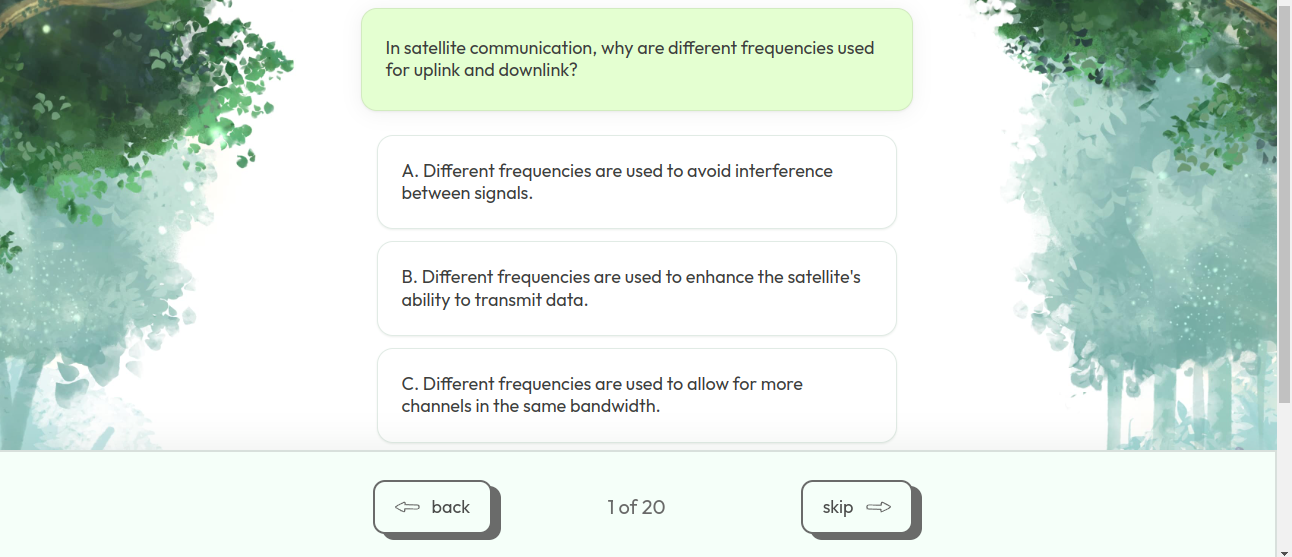 In satellite communication, why are different frequencies used
for uplink and downlink?
A. Different frequencies are used to avoid interference
between signals.
B. Different frequencies are used to enhance the satellite's
ability to transmit data.
C. Different frequencies are used to allow for more
channels in the same bandwidth.
back
1 of 20
skip